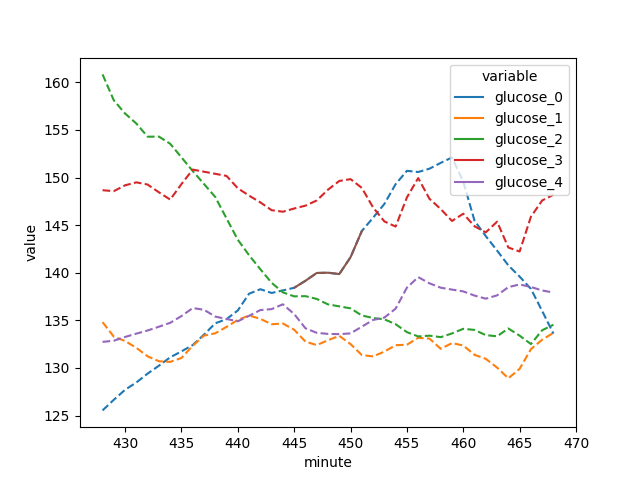 variable
glucose_0
glucose_1
glucose_2
glucose_3
glucose_4
value
160
155
150
145
140
135
130
125
430 435 440 445 450 455 460 465 470
minute